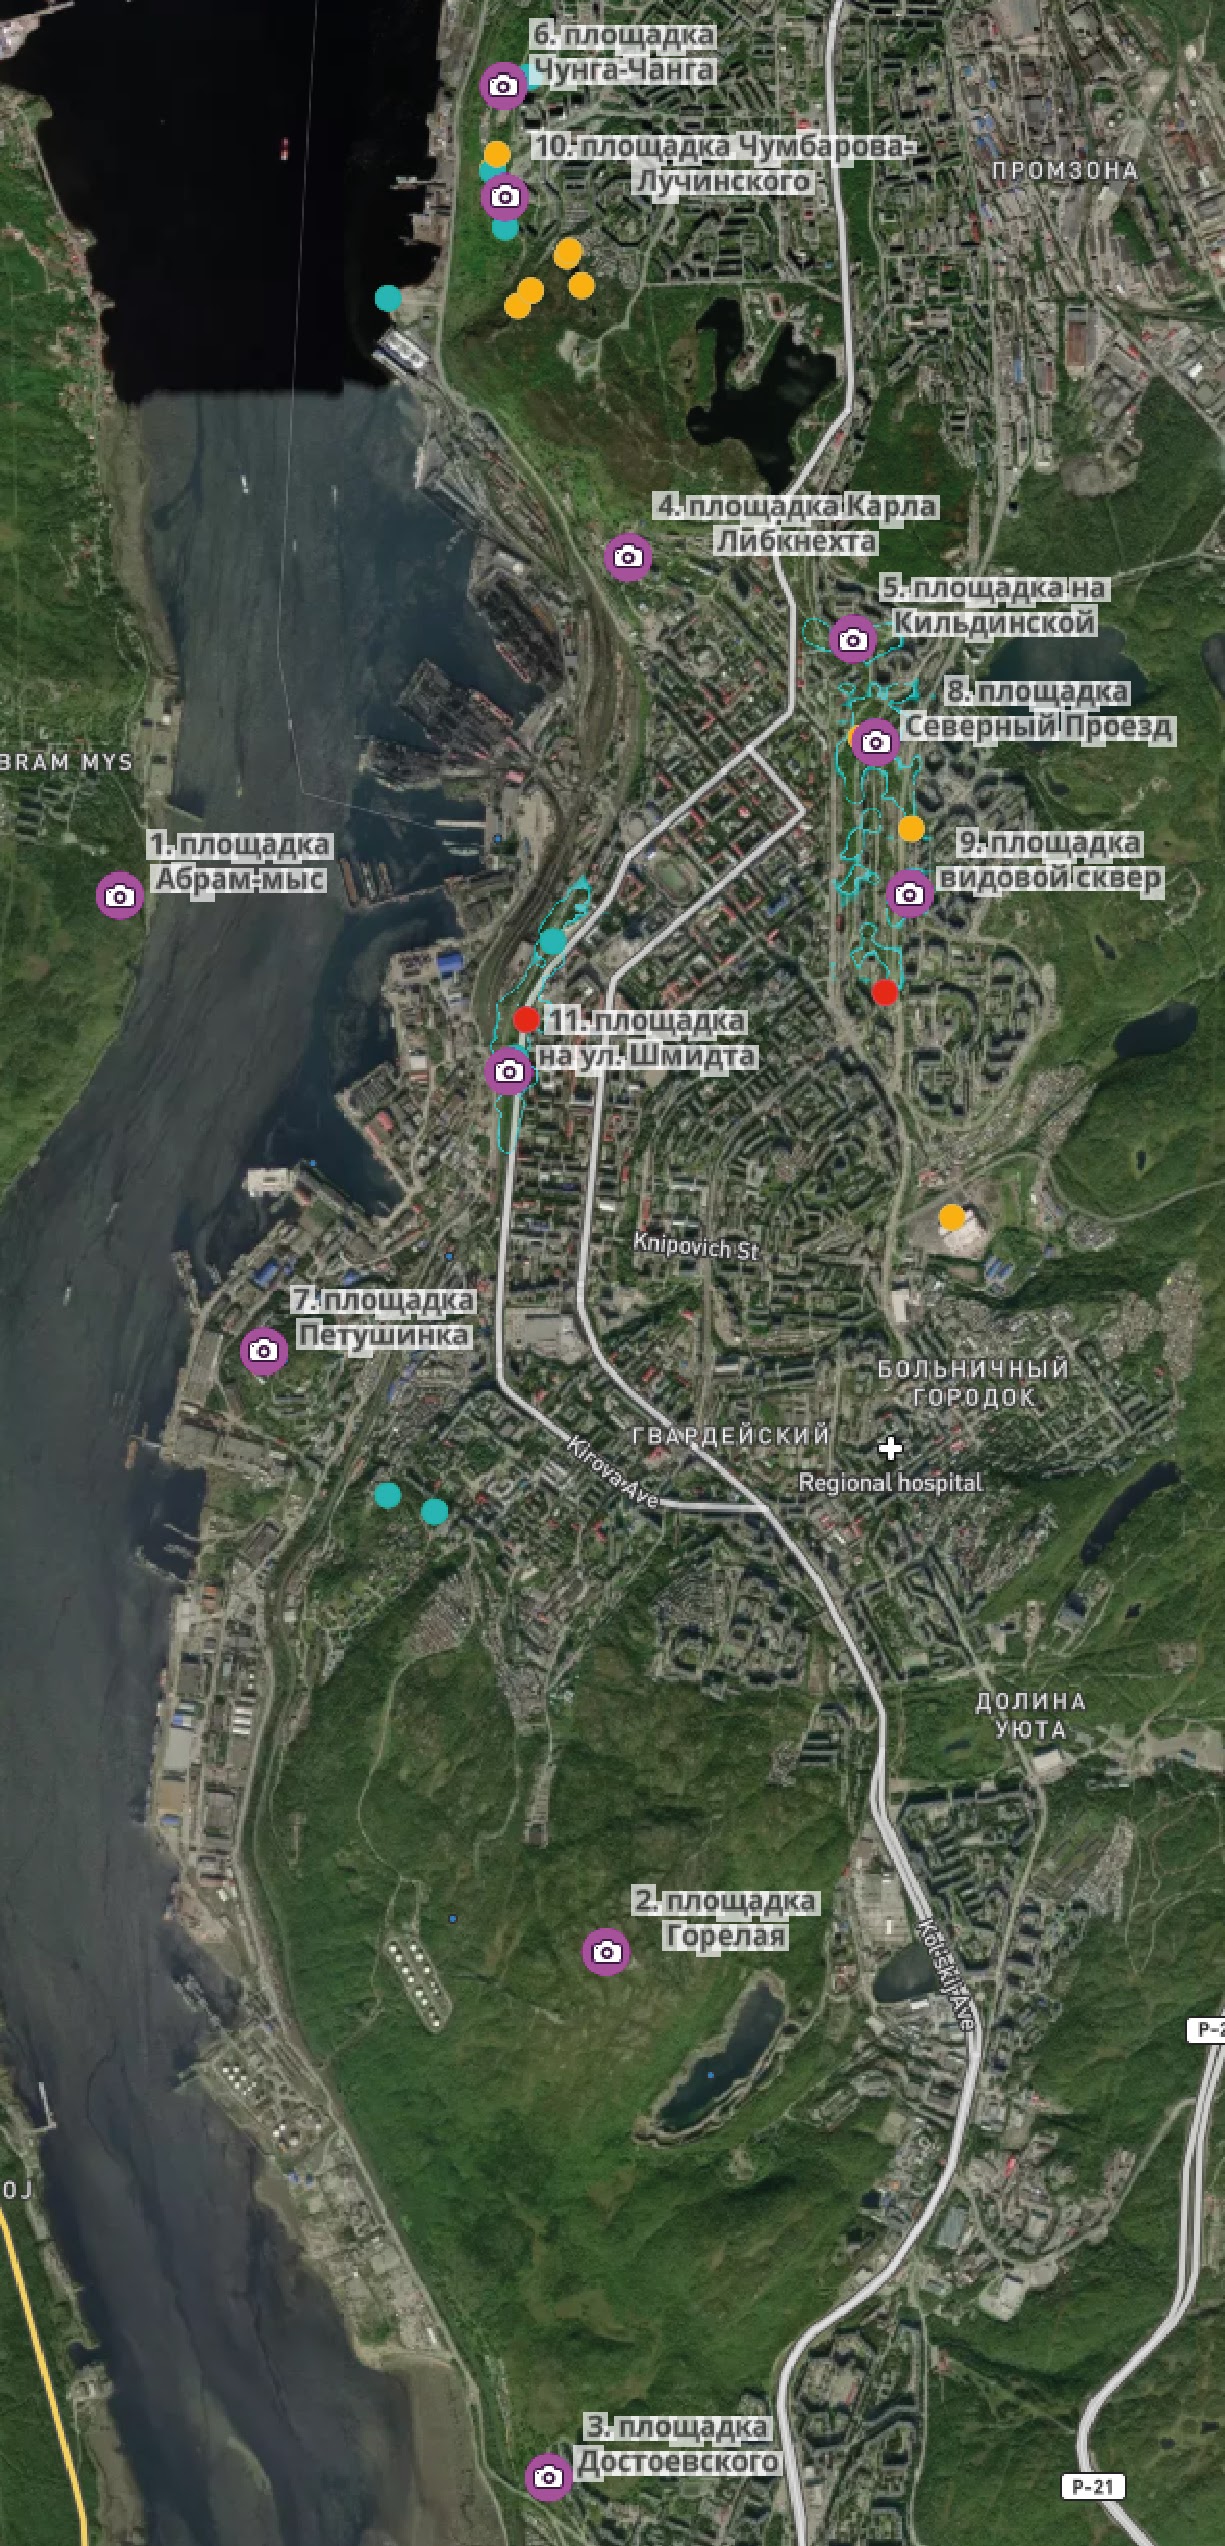 6. площадка
Чунга-Чанга
10. площадка Чумбарова-
Лучинского
ПРОМЗОНА
4. площадка Карла
Либкнехта
5. площадка на
Кильдинской
8. площадка
Северный Проезд
BRAM MYS
1. площадка
Абрам-мыс
9. площадка
видовой сквер
11. площадка
на ул. Шмидта
Knipovich St
7. площадка
Петушинка
БОЛЬНИЧНЫЙ
ГОРОДОК
ГВАРДЕЙСКИЙ
Kirova Ave
Regional hospital
ДОЛИНА
УЮТА
2. площадка
Горелая
Kol'skij Ave
P-2
OJ
3. площадка
Достоевского
P-21